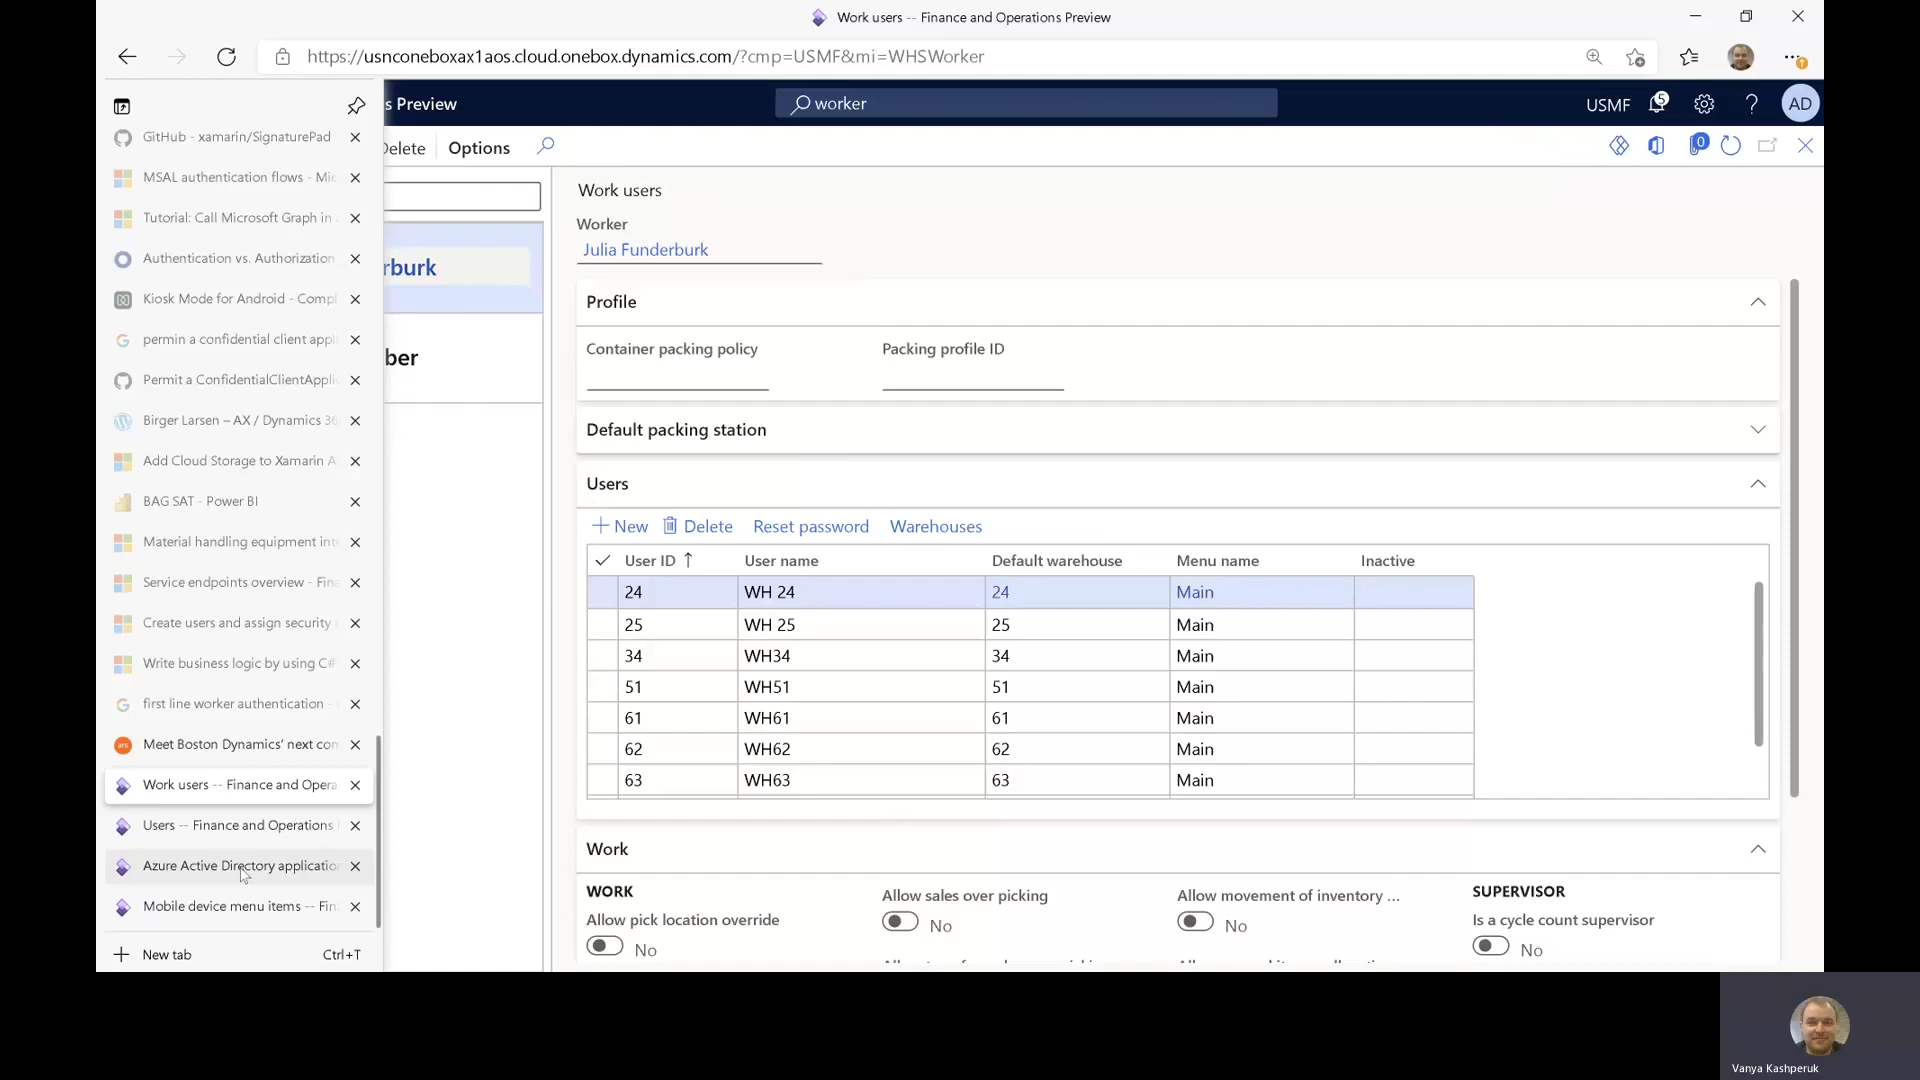 Work users -- Finance and Operations Preview
https://usnconeboxax1aos.cloud.onebox.dynamics.com/?cmp=USMF&mi=WHSWorker
s Preview
worker
USMF
5
AD
Delete
Options
0
GitHub - xamarin/SignaturePad
MSAL authentication flows - Mic
Tutorial: Call Microsoft Graph in
Authentication vs. Authorization
Kiosk Mode for Android - Compl
permin a confidential client appl
Permit a ConfidentialClientAppli
Birger Larsen – AX / Dynamics 36
Add Cloud Storage to Xamarin A
BAG SAT - Power BI
Material handling equipment int
Service endpoints overview - Fin
Create users and assign security
Write business logic by using C#
first line worker authentication -
ars
Meet Boston Dynamics' next com
Work users -- Finance and Opera
Users -- Finance and Operations
Azure Active Directory application
Mobile device menu items -- Fin
New tab
Ctrl+T
rburk
ber
Work users
Worker
Julia Funderburk
Profile
Container packing policy
Packing profile ID
Default packing station
Users
New
Delete
Reset password
Warehouses
User ID
User name
Default warehouse
Menu name
Inactive
24 WH 24 24 Main
25 WH 25 25 Main
34 WH34 34 Main
51 WH51 51 Main
61 WH61 61 Main
62 WH62 62 Main
63 WH63 63 Main
Work
WORK
Allow pick location override
No
Allow sales over picking
No
Allow movement of inventory ...
No
SUPERVISOR
Is a cycle count supervisor
No
Vanya Kashperuk